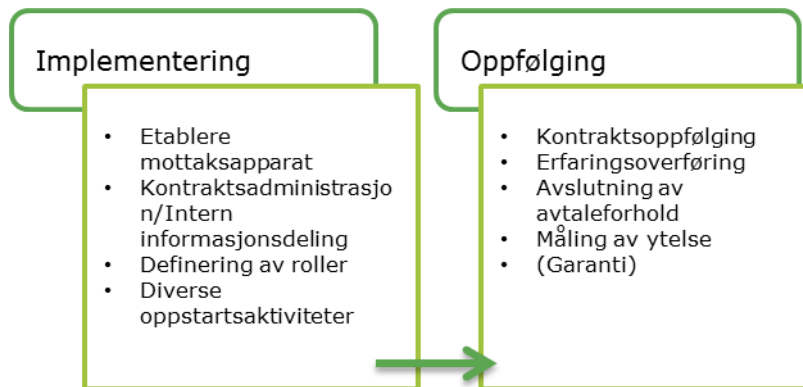 Implementering
• Etablere
mottaksapparat
• Kontraktsadministrasjo
n/Intern
informasjonsdeling
• Definering av roller
• Diverse
oppstartsaktiviteter
Oppfølging
• Kontraktsoppfølging
• Erfaringsoverføring
• Avslutning av
avtaleforhold
• Måling av ytelse
• (Garanti)